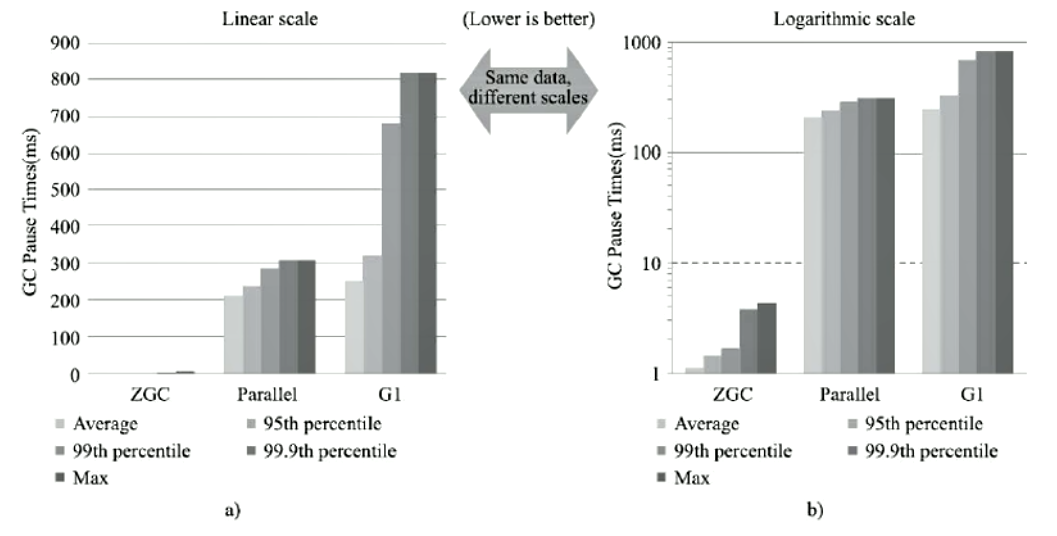 Linear scale
(Lower is better)
Logarithmic scale
Same data,
different scales
GC Pause Times(ms)
900
800
700
600
500
400
300
200
100
0
ZGC
Parallel
G1
Average
95th percentile
99th percentile
99.9th percentile
Max
a)
GC Pause Times(ms)
1000
100
10
1
ZGC
Parallel
G1
Average
95th percentile
99th percentile
99.9th percentile
Max
b)